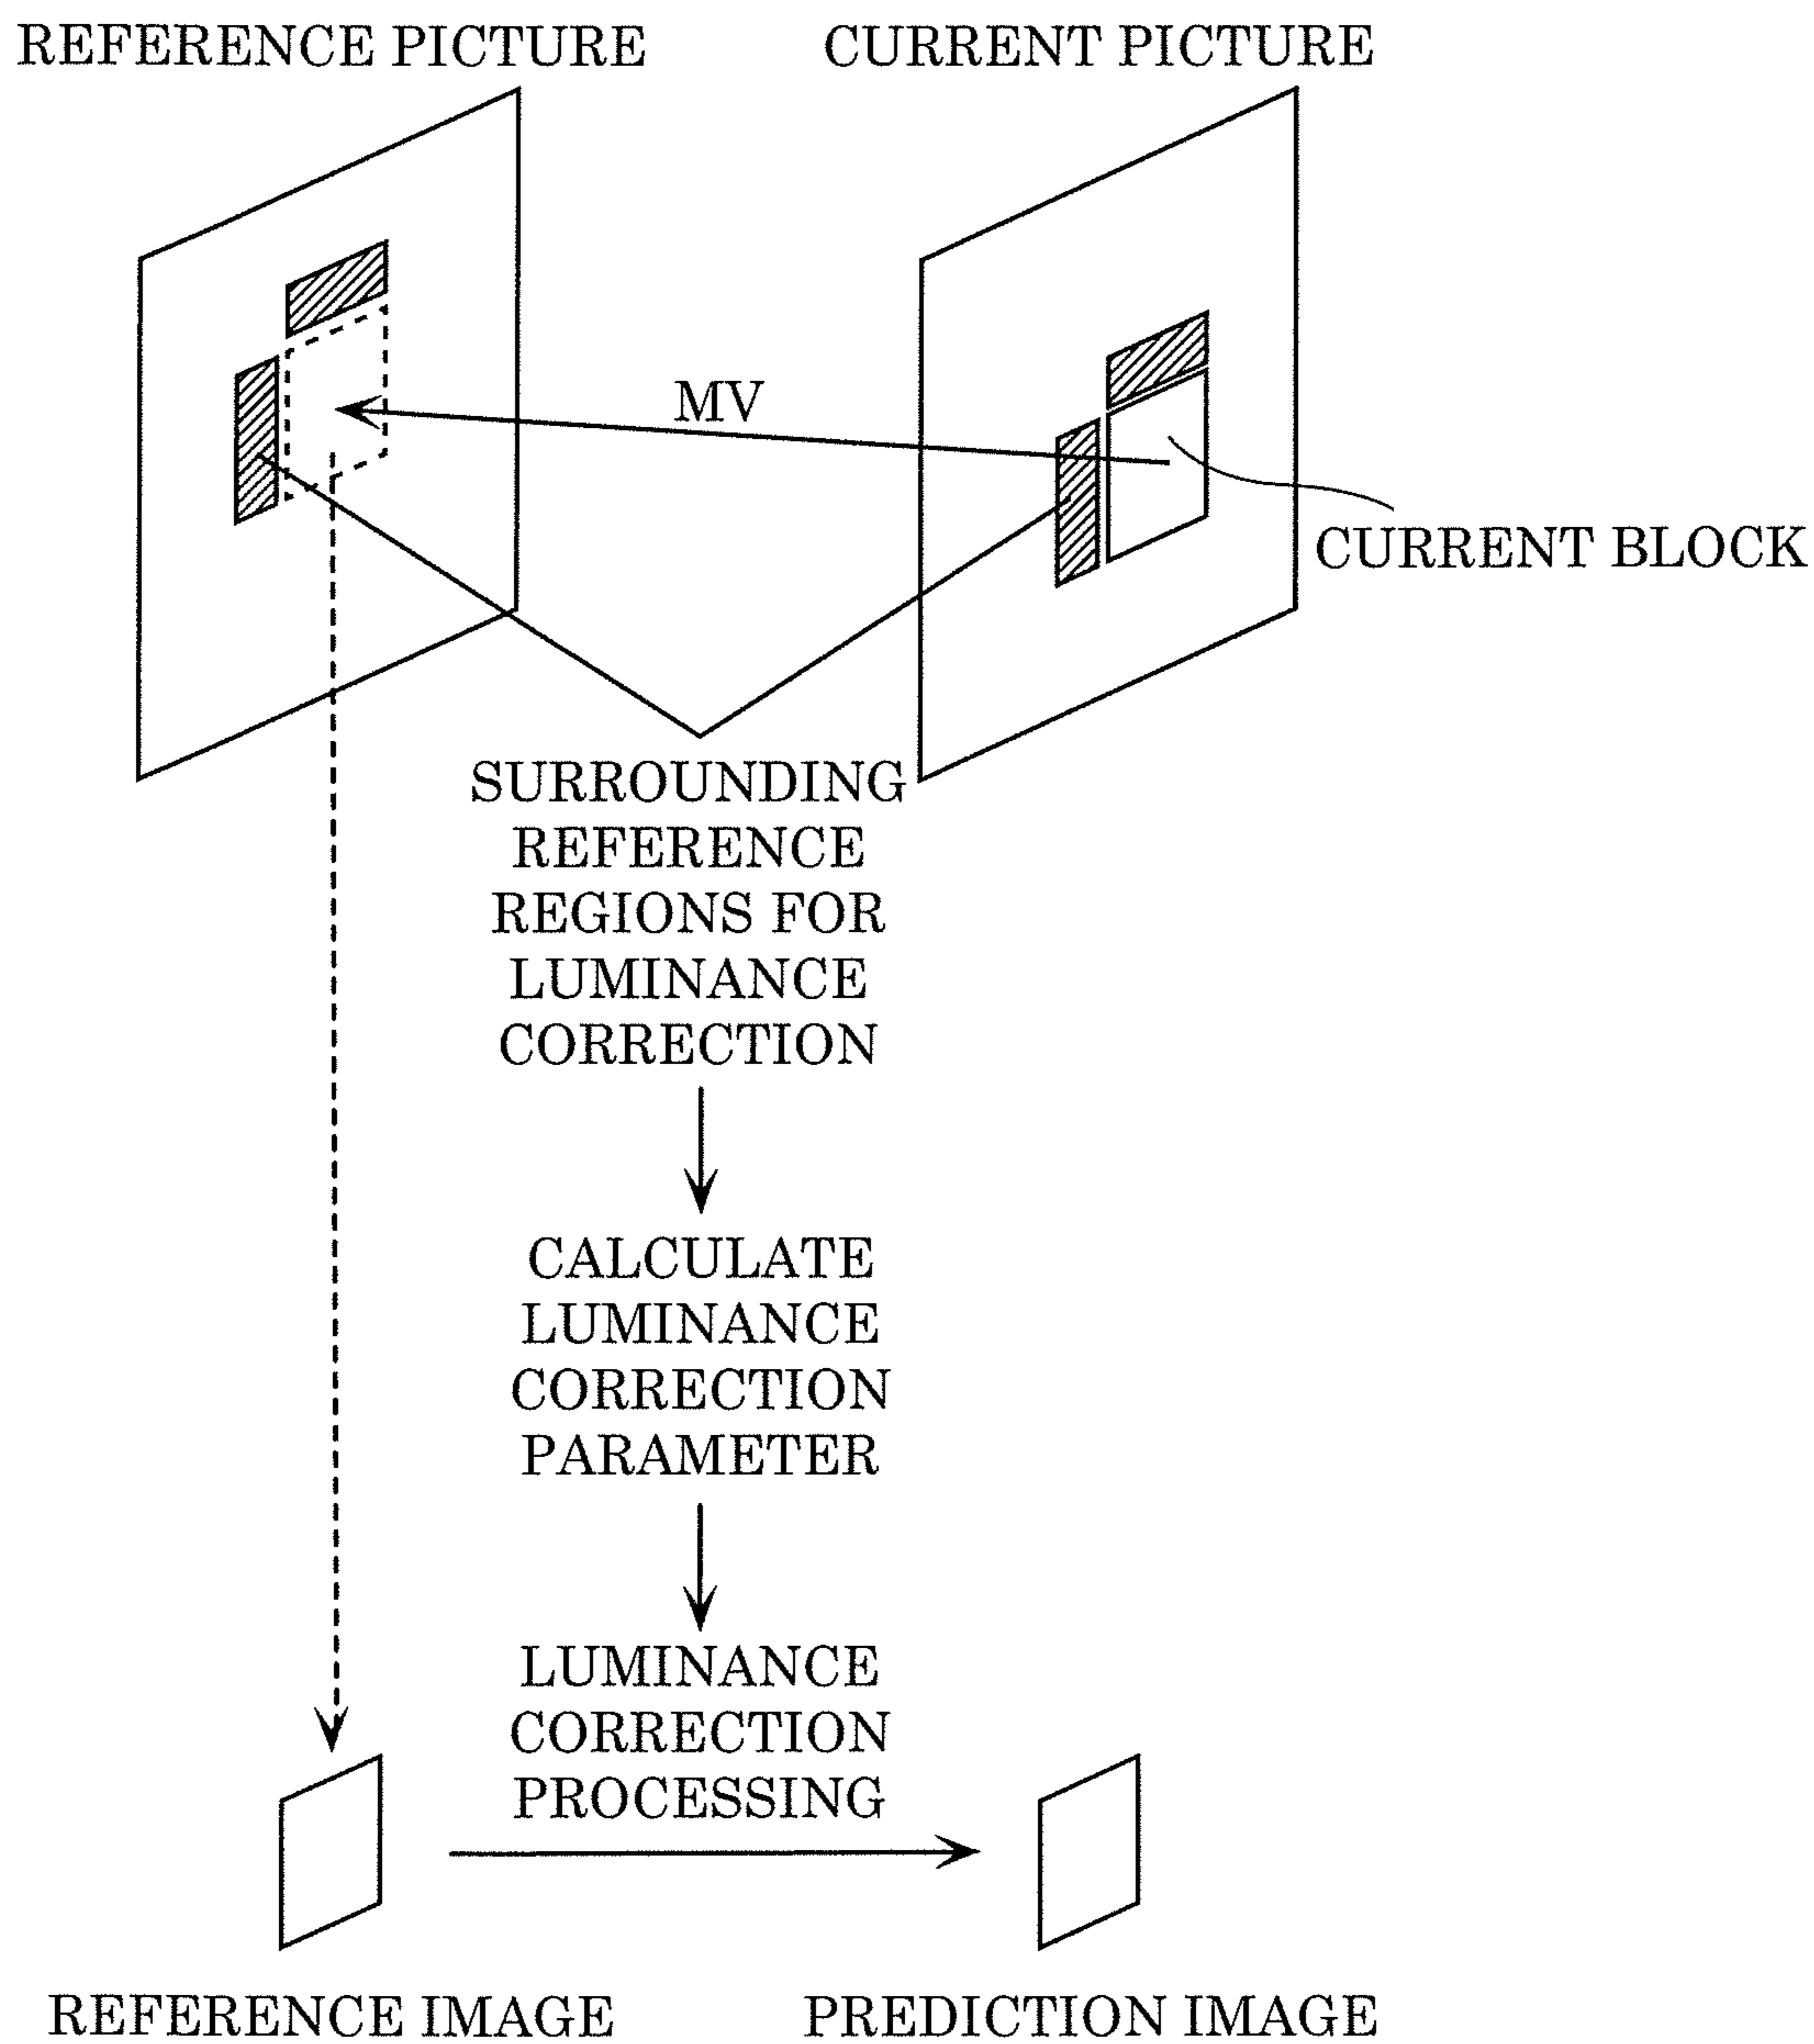 REFERENCE PICTURE
CURRENT PICTURE
MV
CURRENT BLOCK
SURROUNDING
REFERENCE
REGIONS FOR
LUMINANCE
CORRECTION
CALCULATE
LUMINANCE
CORRECTION
PARAMETER
LUMINANCE
CORRECTION
PROCESSING
REFERENCE IMAGE
PREDICTION IMAGE